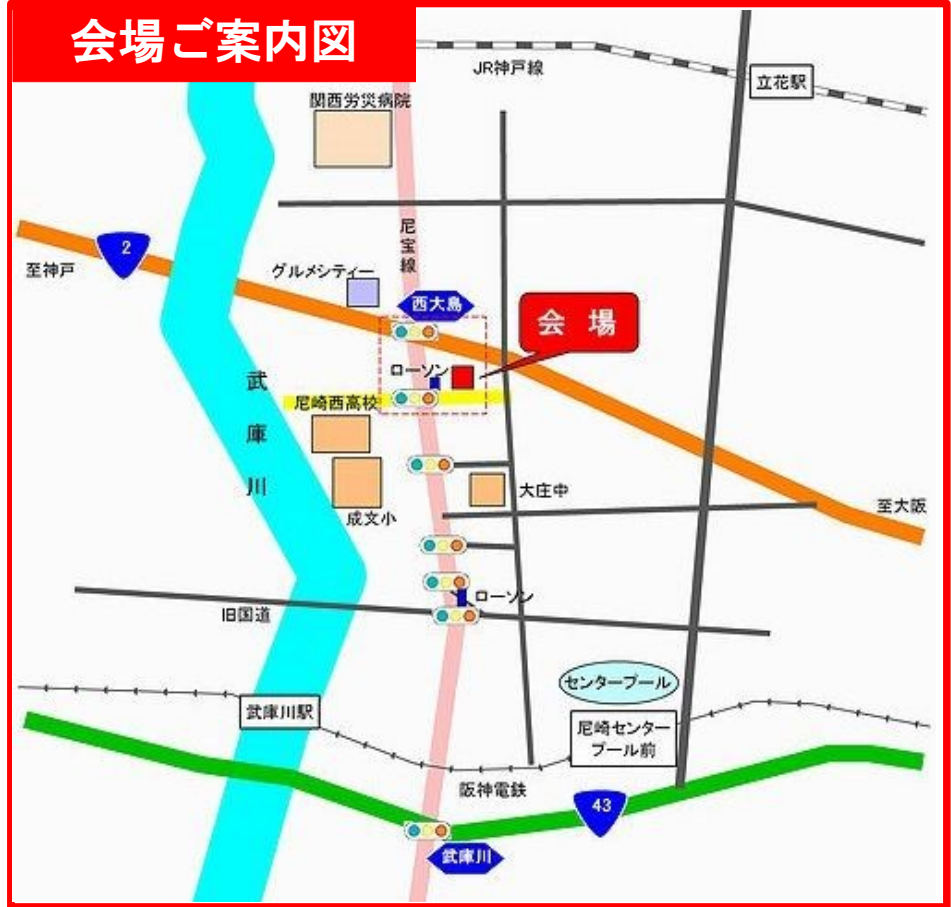 会場ご案内図
JR神戸線
立花駅
関西労災病院
尼宝線
2
至神戸
グルメシティー
西大島
会 場
ローソン
尼崎西高校
武庫川
大庄中
成文小
至大阪
ローソン
旧国道
センタープール
武庫川駅
尼崎センター
プール前
阪神電鉄
43
武庫川